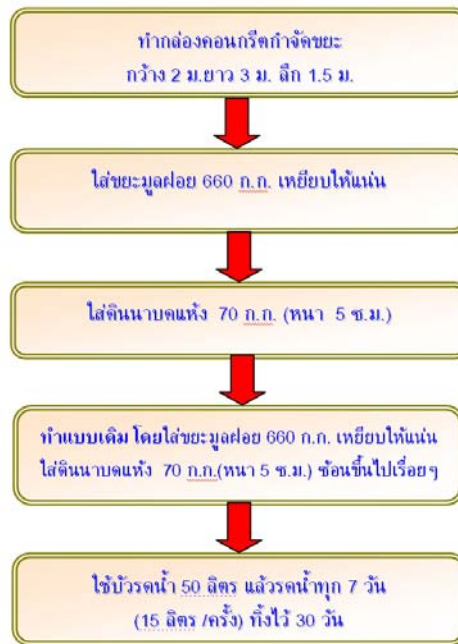 ทำกล่องคอนกรีตกำจัดขยะ
กว้าง 2 ม.ยาว 3 ม. ลึก 1.5 ม.
ใส่ขยะมูลฝอย 660 ก.ก. เหยียบให้แน่น
ใส่ดินนาบดแห้ง 70 ก.ก. (หนา 5 ซ.ม.)
ทำแบบเดิม โดยใส่ขยะมูลฝอย 660 ก.ก. เหยียบให้แน่น
ใส่ดินนาบดแห้ง 70 ก.ก.(หนา 5 ซ.ม.) ซ้อนขึ้นไปเรื่อยๆ
ใช้บัวรดน้ำ 50 ลิตร แล้วรดน้ำทุก 7 วัน
(15 ลิตร /ครั้ง) ทิ้งไว้ 30 วัน